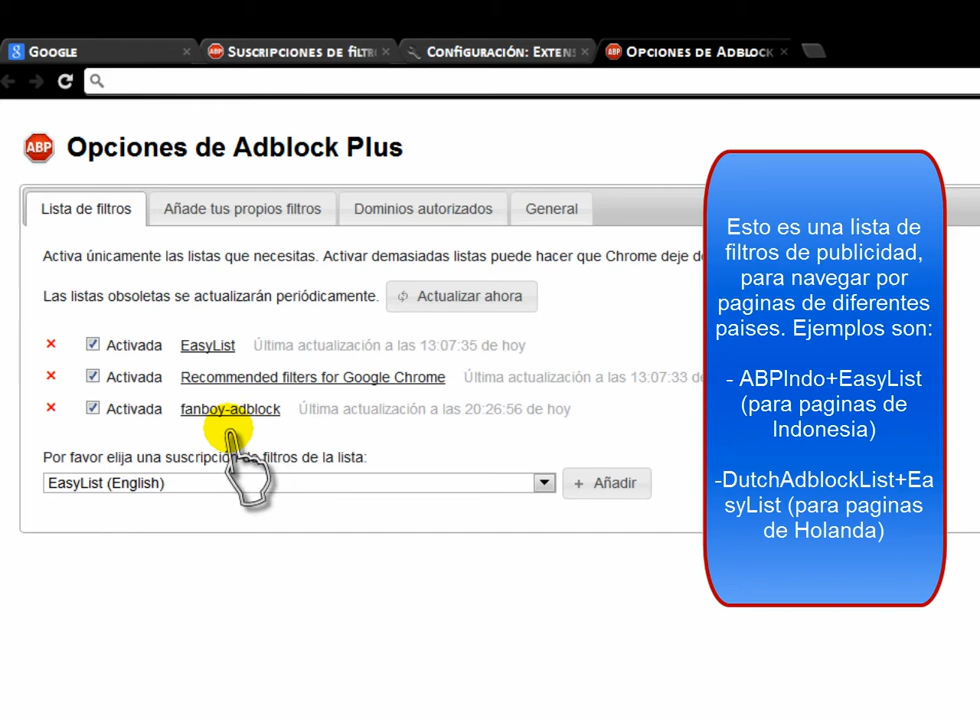 GOOGLE
ABP SUSCRIPCIONES DE FILTR
CONFIGURACIÓN: EXTENS
ABP OPCIONES DE ADBLOCK
ABP Opciones de Adblock Plus
Lista de filtros
Añade tus propios filtros
Dominios autorizados
General
Activa únicamente las listas que necesitas. Activar demasiadas listas puede hacer que Chrome deje de
Las listas obsoletas se actualizarán periódicamente. Actualizar ahora
Activada EasyList Última actualización a las 13:07:35 de hoy
Activada Recommended filters for Google Chrome Última actualización a las 13:07:33 de
Activada fanboy-adblock Última actualización a las 20:26:56 de hoy
Por favor elija una suscripción de filtros de la lista:
EasyList (English) + Añadir
Esto es una lista de
filtros de publicidad,
para navegar por
paginas de diferentes
paises. Ejemplos son:
- ABPIndo+EasyList
(para paginas de
Indonesia)
-DutchAdblockList+Ea
syList (para paginas
de Holanda)